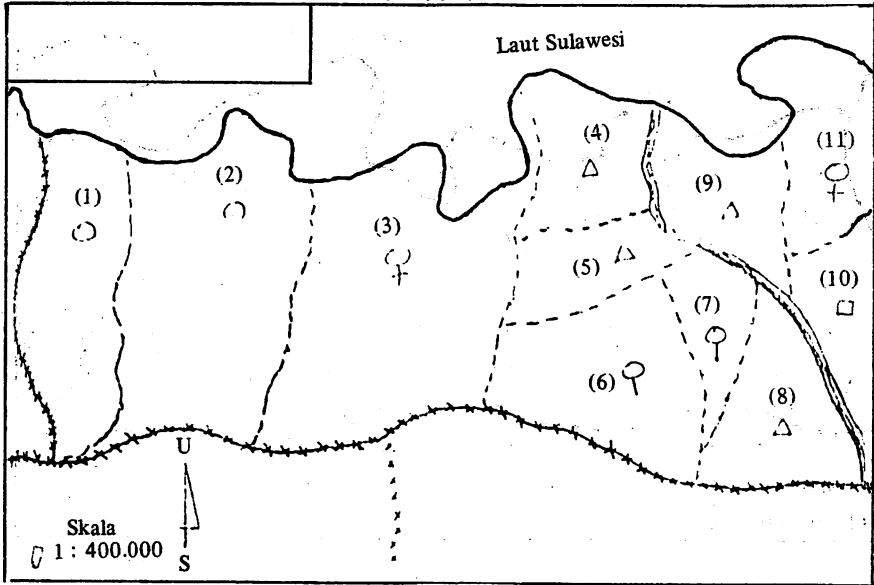 Laut Sulawesi
(1)
(2)
(3)
(4)
(5)
(6)
(7)
(8)
(9)
(10)
(11)
U
S
Skala
1 : 400.000